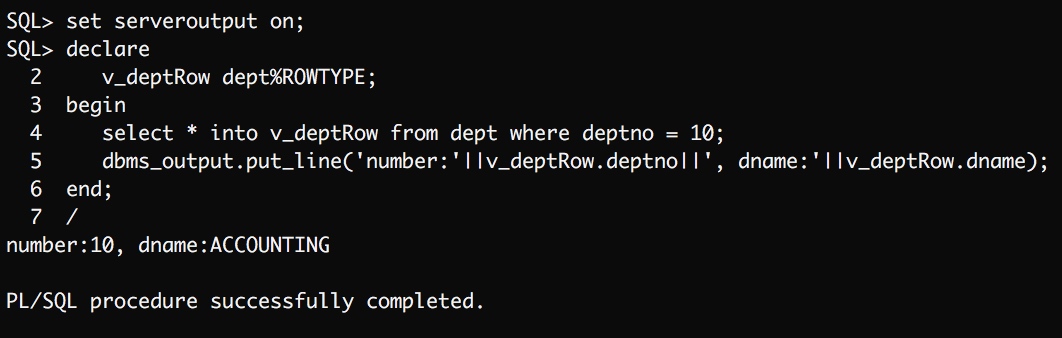 SQL> set serveroutput on;
SQL> declare
  2     v_deptRow dept%ROWTYPE;
  3  begin
  4     select * into v_deptRow from dept where deptno = 10;
  5     dbms_output.put_line('number:'||v_deptRow.deptno||', dname:'||v_deptRow.dname);
  6  end;
  7  /
number:10, dname:ACCOUNTING
PL/SQL procedure successfully completed.